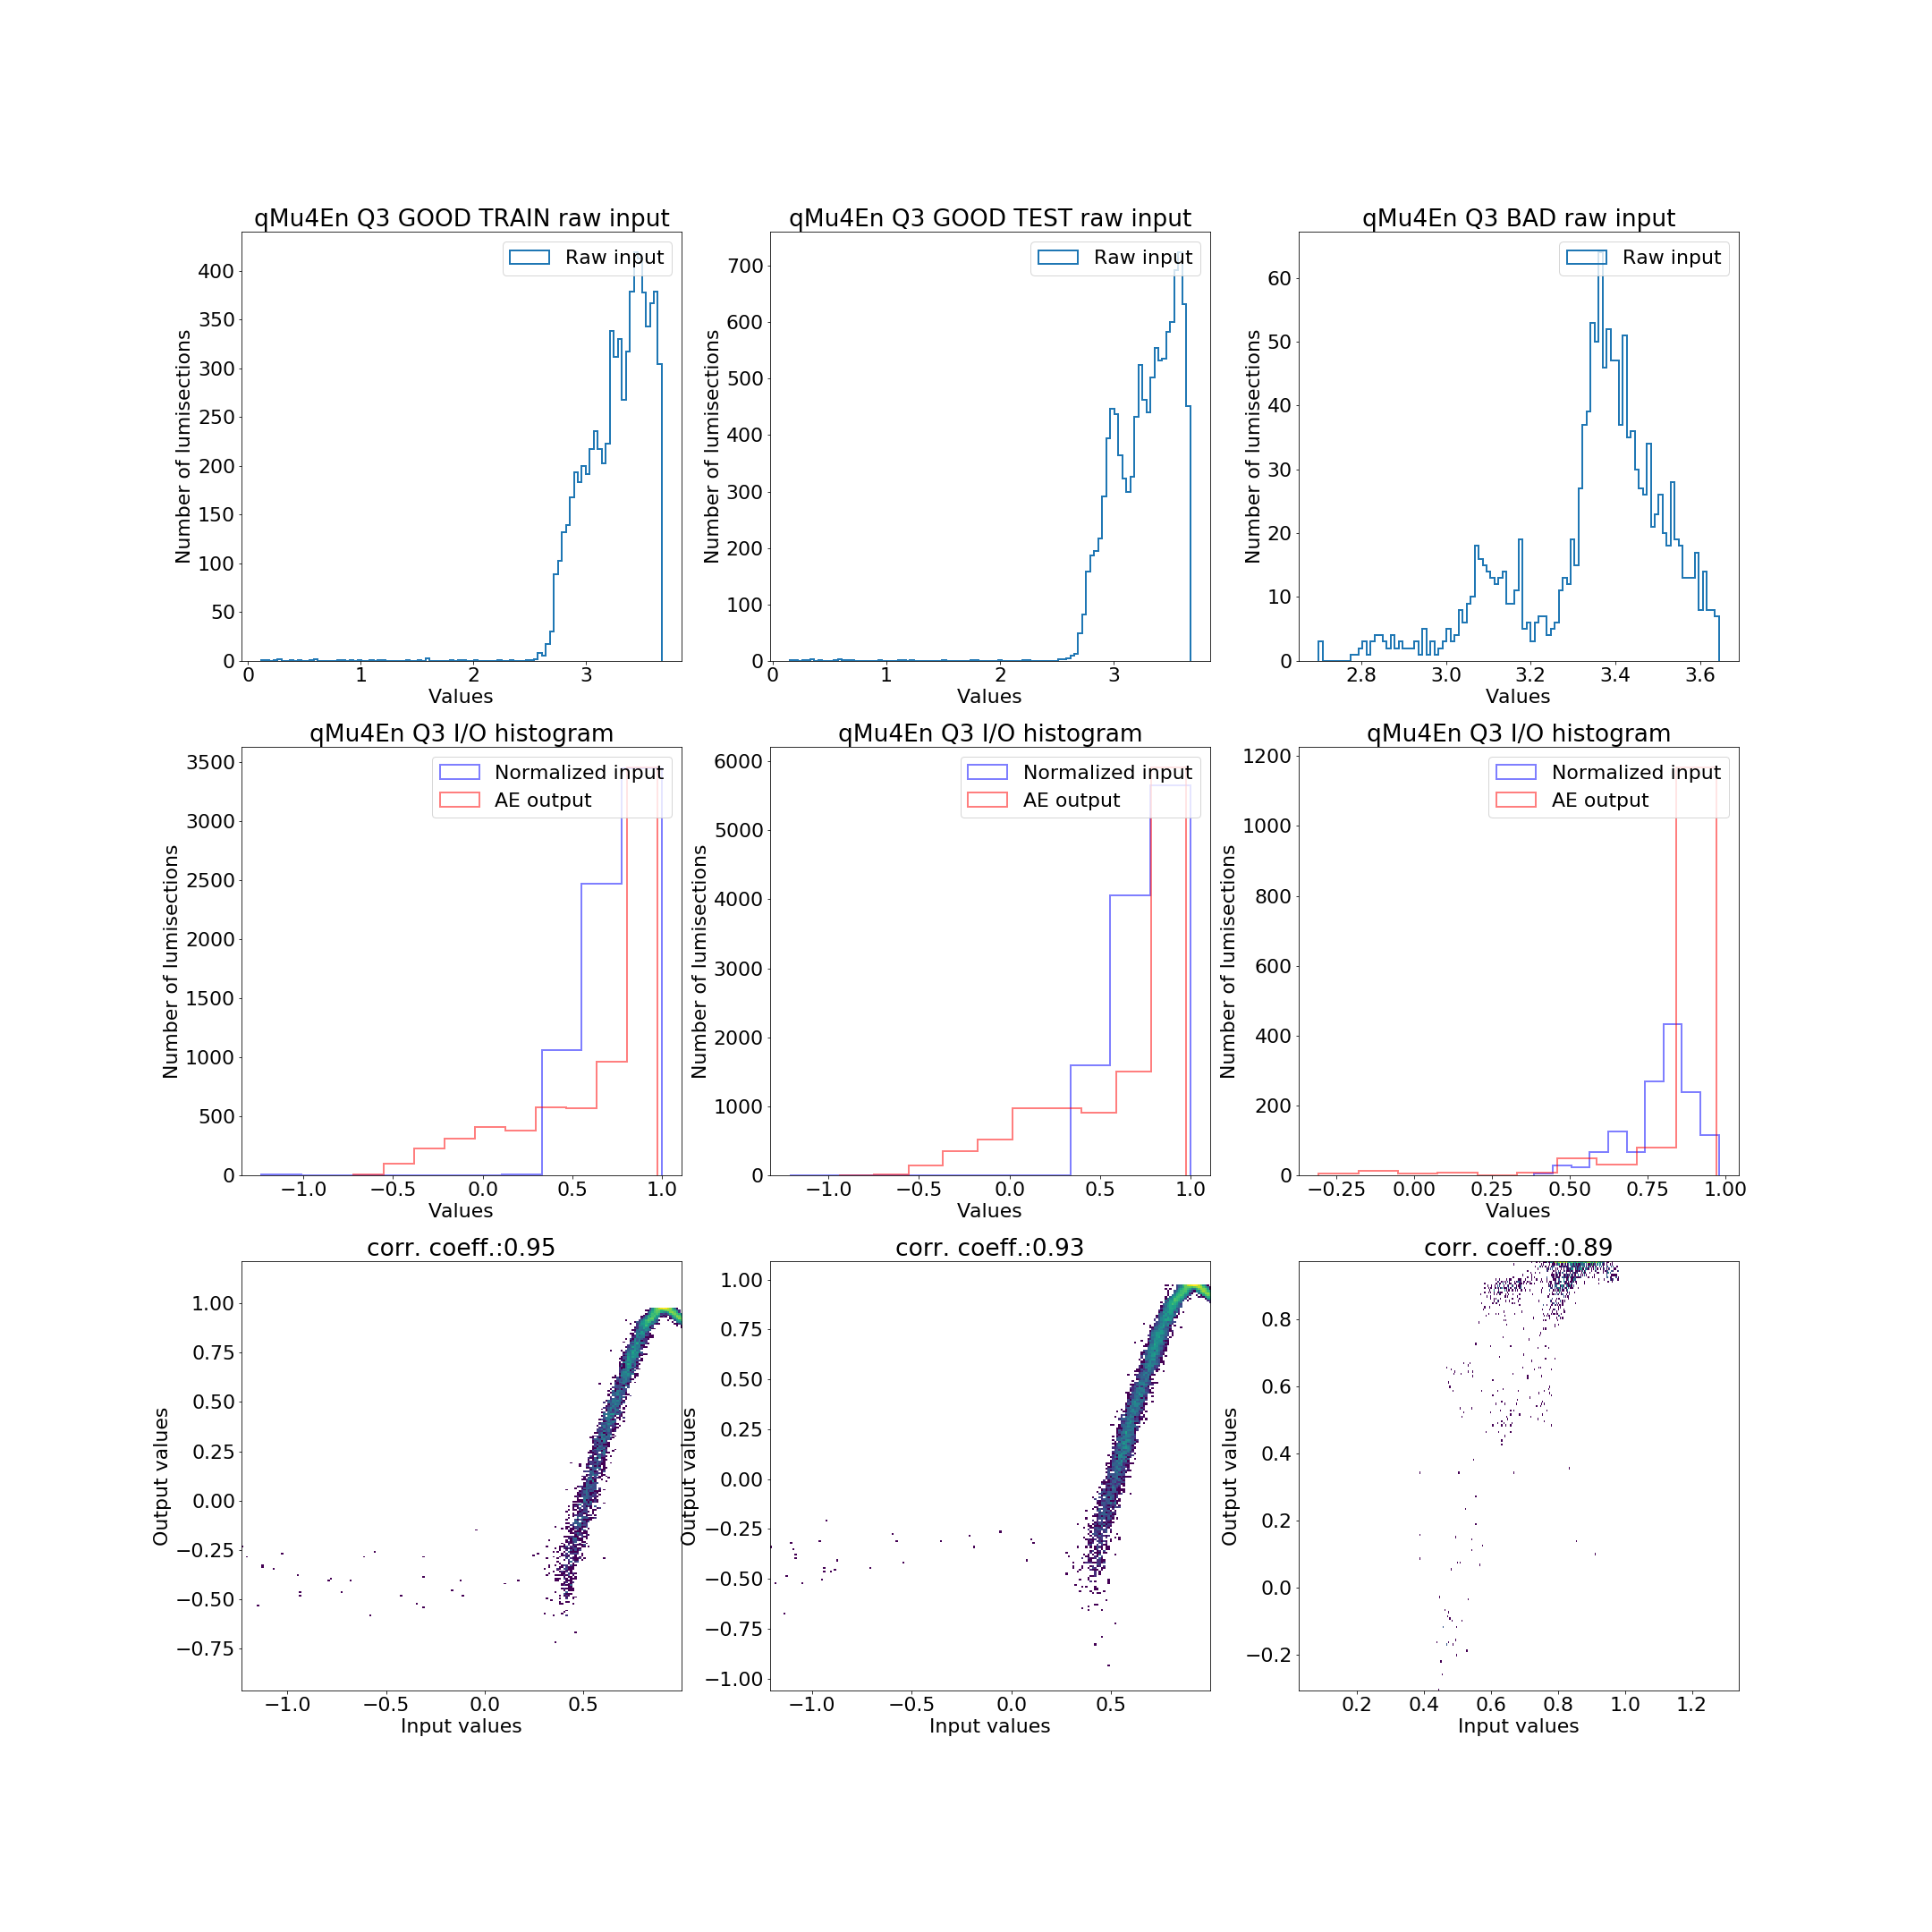 qMu4En Q3 GOOD TRAIN raw input
Raw input
Number of lumisections
400
350
300
250
200
150
100
50
0
0 1 2 3
Values
qMu4En Q3 GOOD TEST raw input
Raw input
Number of lumisections
700
600
500
400
300
200
100
0
0 1 2 3
Values
qMu4En Q3 BAD raw input
Raw input
Number of lumisections
60
50
40
30
20
10
0
2.8 3.0 3.2 3.4 3.6
Values
qMu4En Q3 I/O histogram
Normalized input
AE output
Number of lumisections
3500
3000
2500
2000
1500
1000
500
0
−1.0 −0.5 0.0 0.5 1.0
Values
qMu4En Q3 I/O histogram
Normalized input
AE output
Number of lumisections
6000
5000
4000
3000
2000
1000
0
−1.0 −0.5 0.0 0.5 1.0
Values
qMu4En Q3 I/O histogram
Normalized input
AE output
Number of lumisections
1200
1000
800
600
400
200
0
−0.25 0.00 0.25 0.50 0.75 1.00
Values
corr. coeff.:0.95
Output values
1.00
0.75
0.50
0.25
0.00
−0.25
−0.50
−0.75
−1.0 −0.5 0.0 0.5
Input values
corr. coeff.:0.93
Output values
1.00
0.75
0.50
0.25
0.00
−0.25
−0.50
−0.75
−1.00
−1.0 −0.5 0.0 0.5
Input values
corr. coeff.:0.89
Output values
0.8
0.6
0.4
0.2
0.0
−0.2
0.2 0.4 0.6 0.8 1.0 1.2
Input values